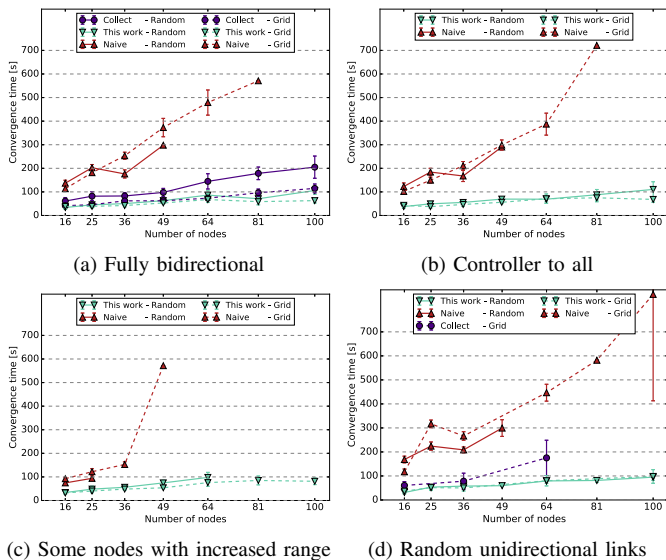 Collect - Random Collect - Grid
This work - Random This work - Grid
Naive - Random Naive - Grid
700
600
500
400
300
200
100
0
Convergence time [s]
16 25 36 49 64 81 100
Number of nodes
(a) Fully bidirectional
This work - Random This work - Grid
Naive - Random Naive - Grid
700
600
500
400
300
200
100
0
Convergence time [s]
16 25 36 49 64 81 100
Number of nodes
(b) Controller to all
This work - Random This work - Grid
Naive - Random Naive - Grid
700
600
500
400
300
200
100
0
Convergence time [s]
16 25 36 49 64 81 100
Number of nodes
(c) Some nodes with increased range
This work - Random This work - Grid
Naive - Random Naive - Grid
Collect - Grid
700
600
500
400
300
200
100
0
Convergence time [s]
16 25 36 49 64 81 100
Number of nodes
(d) Random unidirectional links